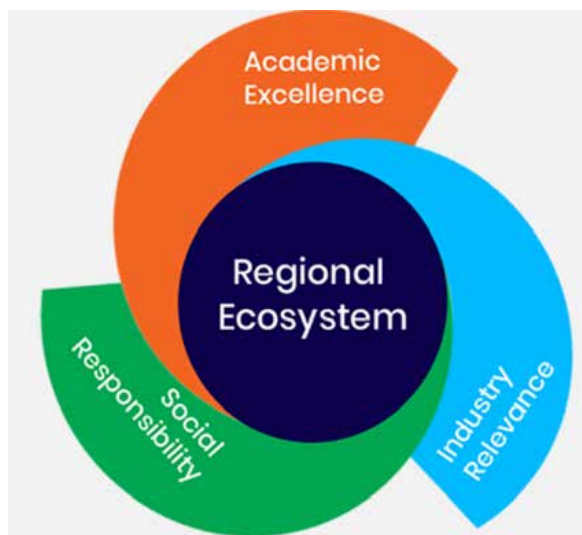 Academic
Excellence
Regional
Ecosystem
Social
Responsibility
Industry
Relevance